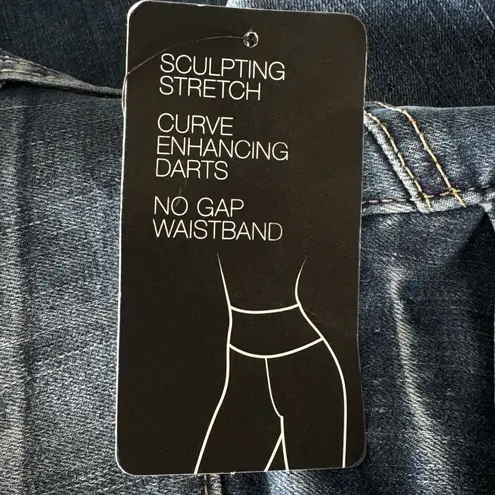 SCULPTING
STRETCH
CURVE
ENHANCING
DARTS
NO GAP
WAISTBAND